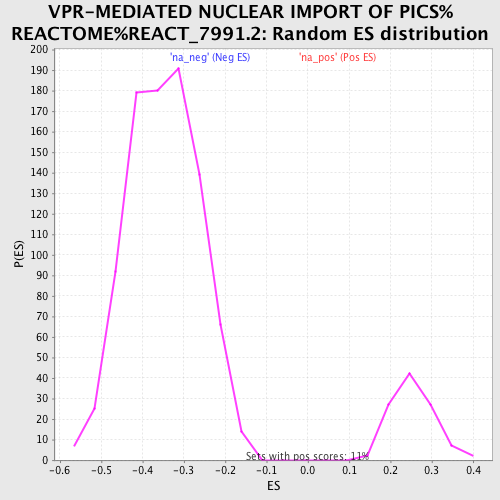 VPR-MEDIATED NUCLEAR IMPORT OF PICS%
REACTOME%REACT_7991.2: Random ES distribution
'na_neg' (Neg ES)
'na_pos' (Pos ES)
200
190
180
170
160
150
140
130
120
110
100
90
80
70
60
50
40
30
20
10
0
P(ES)
Sets with pos scores: 11%
-0.6 -0.5 -0.4 -0.3 -0.2 -0.1 0.0 0.1 0.2 0.3 0.4
ES